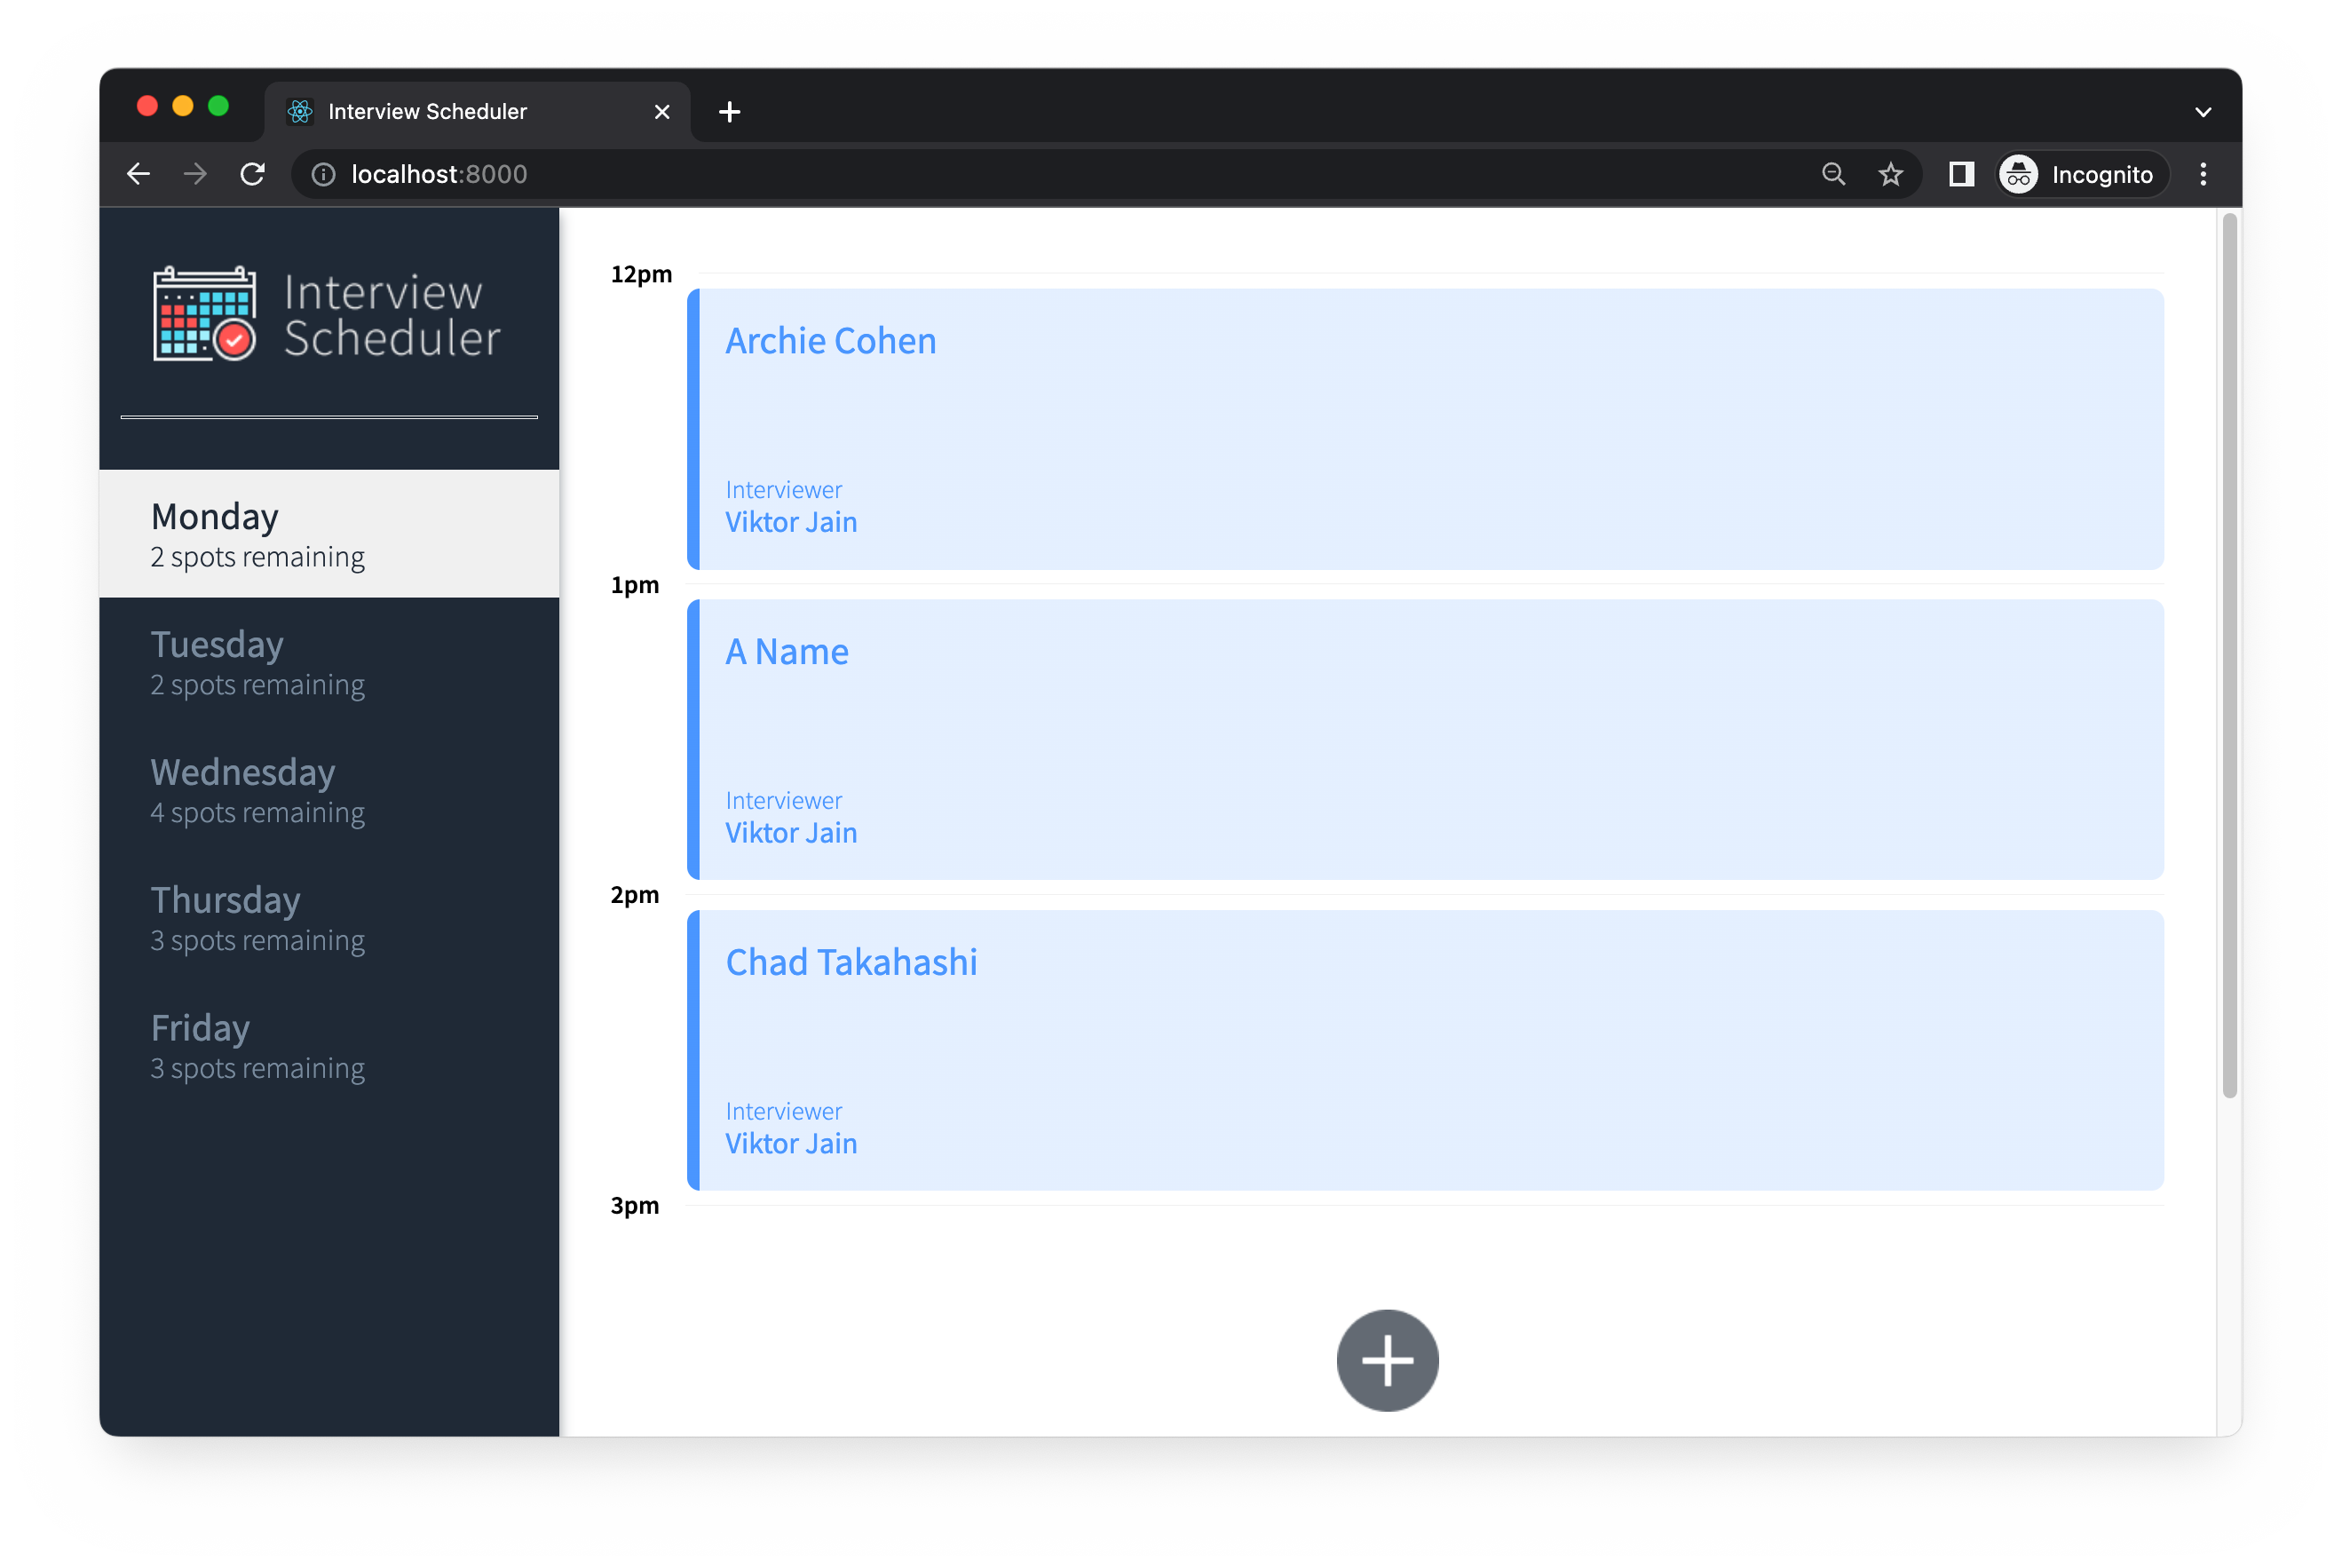 Interview Scheduler
localhost:8000
Incognito
Interview
Scheduler
Monday
2 spots remaining
Tuesday
2 spots remaining
Wednesday
4 spots remaining
Thursday
3 spots remaining
Friday
3 spots remaining
12pm
Archie Cohen
Interviewer
Viktor Jain
1pm
A Name
Interviewer
Viktor Jain
2pm
Chad Takahashi
Interviewer
Viktor Jain
3pm